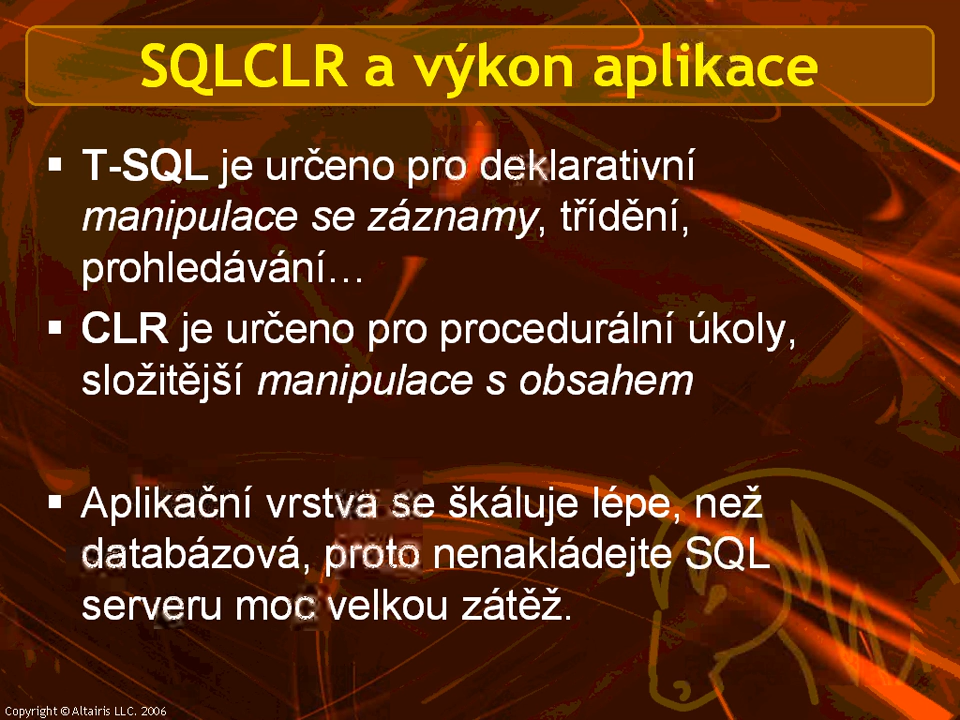 SQLCLR a výkon aplikace
▪ T-SQL je určeno pro deklarativní
manipulace se záznamy, třídění,
prohledávání...
▪ CLR je určeno pro procedurální úkoly,
složitější manipulace s obsahem
▪ Aplikační vrstva se škáluje lépe, než
databázová, proto nenakládejte SQL
serveru moc velkou zátěž.
Copyright © Altairis LLC. 2006